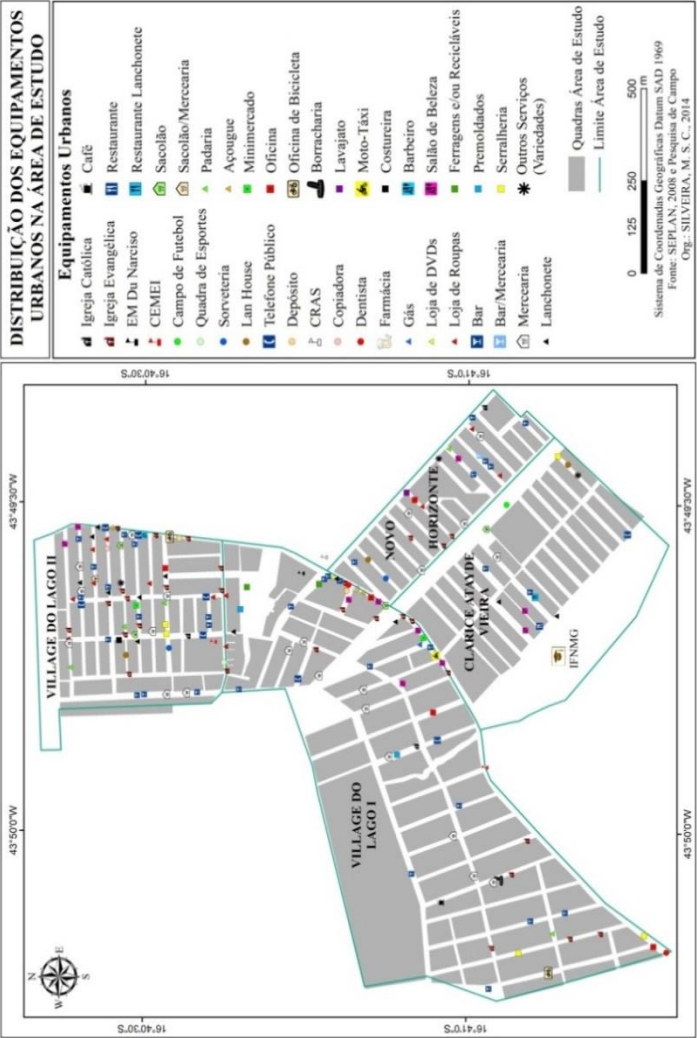 DISTRIBUIÇÃO DOS EQUIPAMENTOS
URBANOS NA ÁREA DE ESTUDO
Equipamentos Urbanos
Igreja Católica
Igreja Evangélica
EM Du Narciso
CEMEI
Campo de Futebol
Quadra de Esportes
Sorveteria
Lan House
Telefone Público
Depósito
CRAS
Copiadora
Dentista
Farmácia
Gás
Loja de DVDs
Loja de Roupas
Bar
Bar/Mercearia
Mercearia
Lanchonete
Café
Restaurante
Restaurante Lanchonete
Sacolão
Sacolão/Mercearia
Padaria
Açougue
Minimercado
Oficina
Oficina de Bicicleta
Borracharia
Lavajato
Moto-Táxi
Costureira
Barbeiro
Salão de Beleza
Ferragens e/ou Recicláveis
Premoldados
Serralheria
Outros Serviços
(Variedades)
Quadras Área de Estudo
Limite Área de Estudo
0 125 250 500
m
Sistema de Coordenadas Geográficas Datum SAD 1969
Fonte: SEPLAN, 2008 e Pesquisa de Campo
Org.: SILVEIRA, M. S. C., 2014
43°50'0"W
43°49'30"W
16°40'30"S
16°41'0"S
16°40'30"S
16°41'0"S
N
W
E
S
VILLAGE DO LAGO II
VILLAGE DO
LAGO I
NOVO
HORIZONTE
CLARICE ATAYDE
VIEIRA
IFNMG